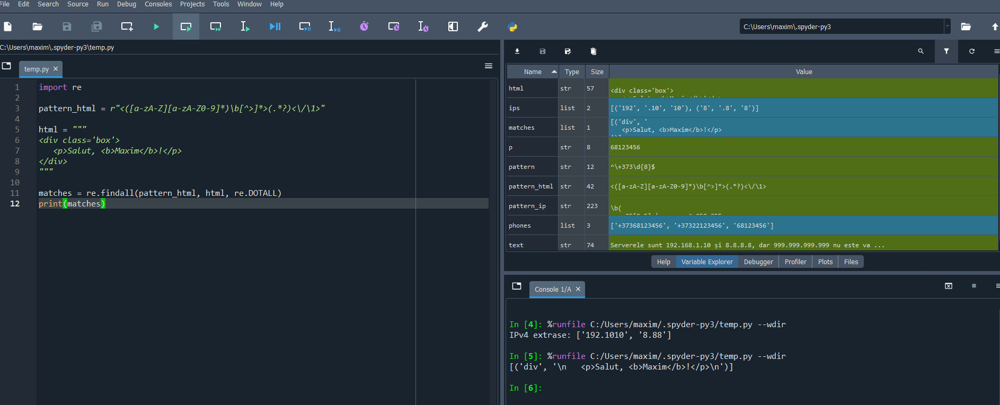 File Edit Search Source Run Debug Consoles Projects Tools Window Help
C:\Users\maxim\.spyder-py3
C:\Users\maxim\.spyder-py3\temp.py
temp.py
1 import re
2
3 pattern_html = r"<([a-zA-Z][a-zA-Z0-9]*)\b[^>]*>(.*?)<\/\1>"
4
5 html = """
6 <div class='box'>
7    <p>Salut, <b>Maxim</b>!</p>
8 </div>
9 """
10
11 matches = re.findall(pattern_html, html, re.DOTALL)
12 print(matches)
Name Type Size Value
html str 57 <div class='box'>
ips list 2 [('192', '.10', '10'), ('8', '.8', '8')]
matches list 1 [('div', '
<p>Salut, <b>Maxim</b>!</p>
p str 8 68123456
pattern str 12 ^\+373\d{8}$
pattern_html str 42 <([a-zA-Z][a-zA-Z0-9]*)\b[^>]*>(.*?)<\/\1>
pattern_ip str 223 \b(
phones list 3 ['+37368123456', '+37322123456', '68123456']
text str 74 Serverele sunt 192.168.1.10 și 8.8.8.8, dar 999.999.999.999 nu este va ...
Help Variable Explorer Debugger Profiler Plots Files
Console 1/A
In [4]: %runfile C:/Users/maxim/.spyder-py3/temp.py --wdir
IPv4 extrase: ['192.1010', '8.88']
In [5]: %runfile C:/Users/maxim/.spyder-py3/temp.py --wdir
[('div', '\n   <p>Salut, <b>Maxim</b>!</p>\n')]
In [6]: